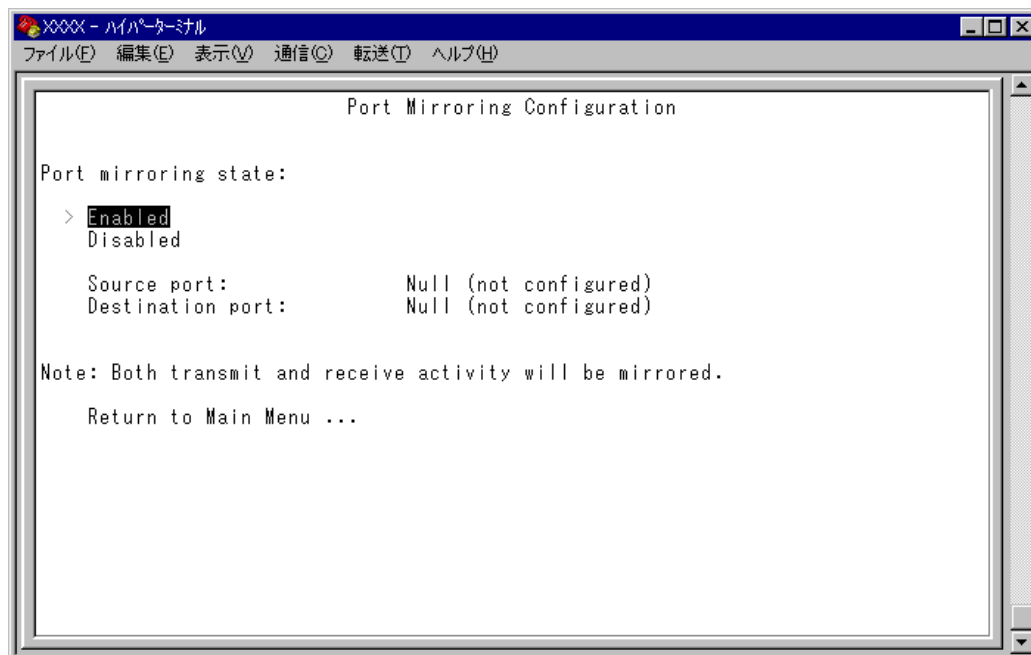 XXXX - ハイパーターミナル
ファイル(F) 編集(E) 表示(V) 通信(C) 転送(T) ヘルプ(H)
Port Mirroring Configuration
Port mirroring state:
> Enabled
Disabled
Source port: Null (not configured)
Destination port: Null (not configured)
Note: Both transmit and receive activity will be mirrored.
Return to Main Menu ...